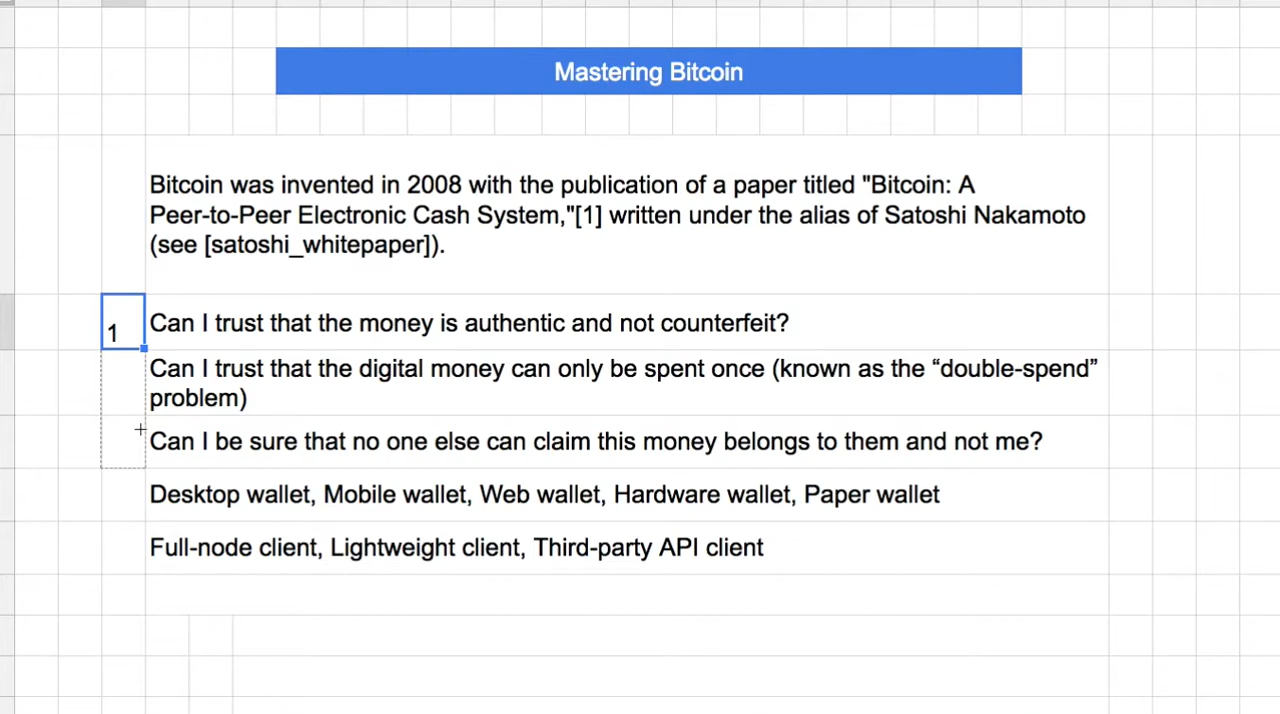 Mastering Bitcoin
Bitcoin was invented in 2008 with the publication of a paper titled "Bitcoin: A
Peer-to-Peer Electronic Cash System,"[1] written under the alias of Satoshi Nakamoto
(see [satoshi_whitepaper]).
1 Can I trust that the money is authentic and not counterfeit?
Can I trust that the digital money can only be spent once (known as the “double-spend”
problem)
Can I be sure that no one else can claim this money belongs to them and not me?
Desktop wallet, Mobile wallet, Web wallet, Hardware wallet, Paper wallet
Full-node client, Lightweight client, Third-party API client